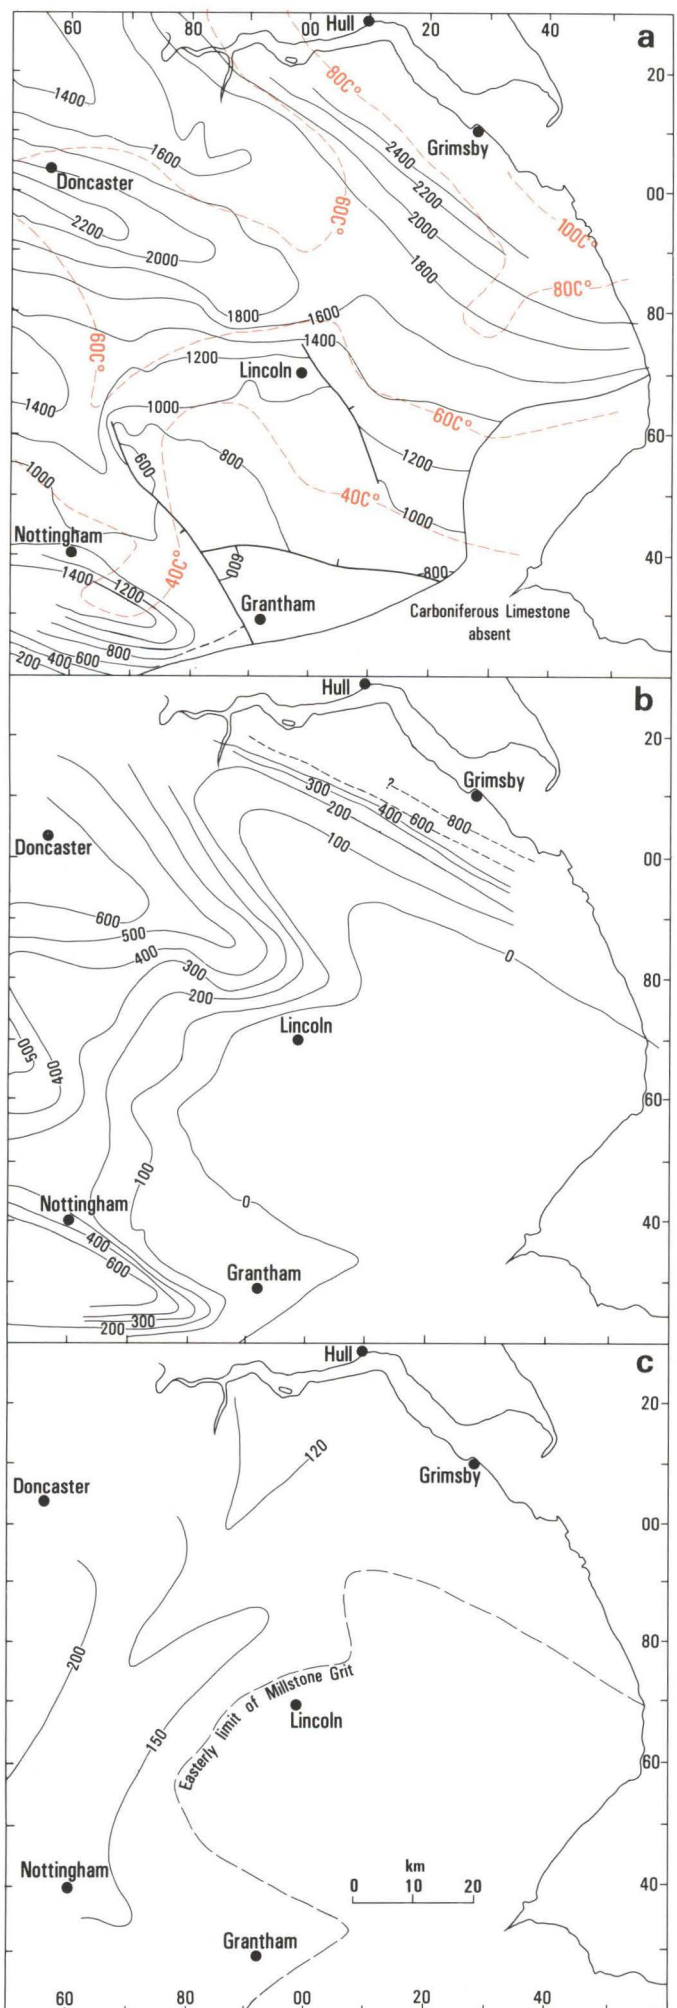 60 80 00 Hull 20 40 a
80C°
20
1400
1600
2400
Grimsby
Doncaster
2200
00
2200
60C°
2000
100C°
2000
1800
80C°
1800
1600
80
60C°
1400
1200
Lincoln
1400
1000
60C°
60
1000
600
800
1200
40C°
1000
Nottingham
1400
1200
40C°
600
800
40
Grantham
Carboniferous Limestone
absent
800
200 400 600
Hull
b
20
300
?
Grimsby
200
400
600
800
Doncaster
100
00
600
500
400
300
0
200
80
Lincoln
500
400
60
100
Nottingham
0
400
40
600
Grantham
300
200
Hull
c
20
120
Grimsby
Doncaster
00
200
80
Easterly limit of Millstone Grit
Lincoln
150
60
Nottingham
km
0 10 20
40
Grantham
60 80 00 20 40